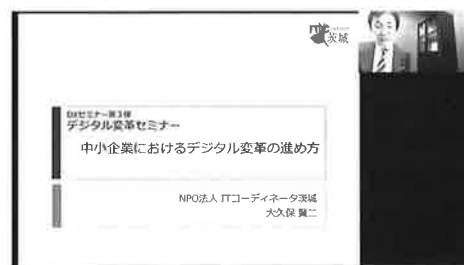 茨城
DXセミナー第3弾
デジタル変革セミナー
中小企業におけるデジタル変革の進め方
NPO法人 ITコーディネータ茨城
大久保 賢二